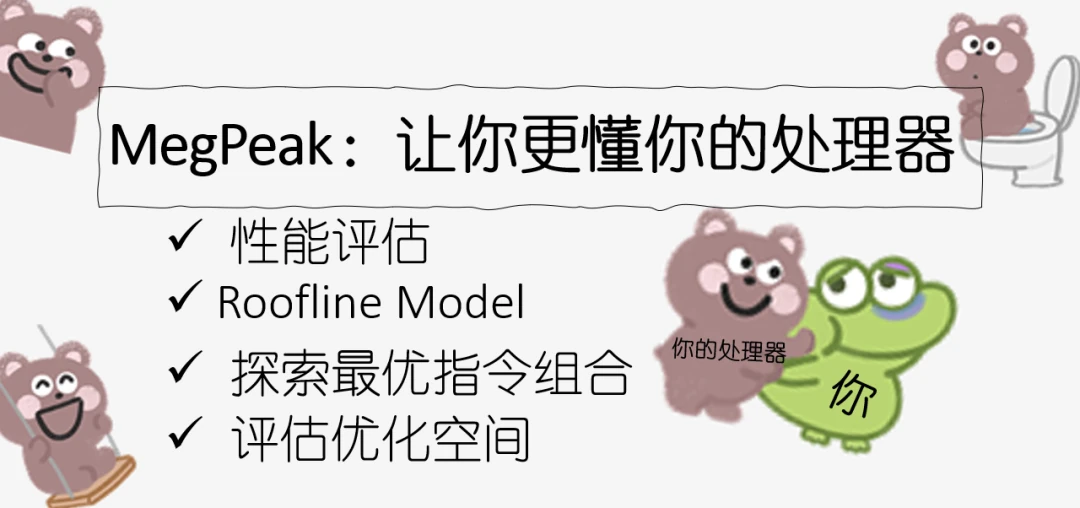 MegPeak：让你更懂你的处理器
✓ 性能评估
✓ Roofline Model
✓ 探索最优指令组合
✓ 评估优化空间
你的处理器
你